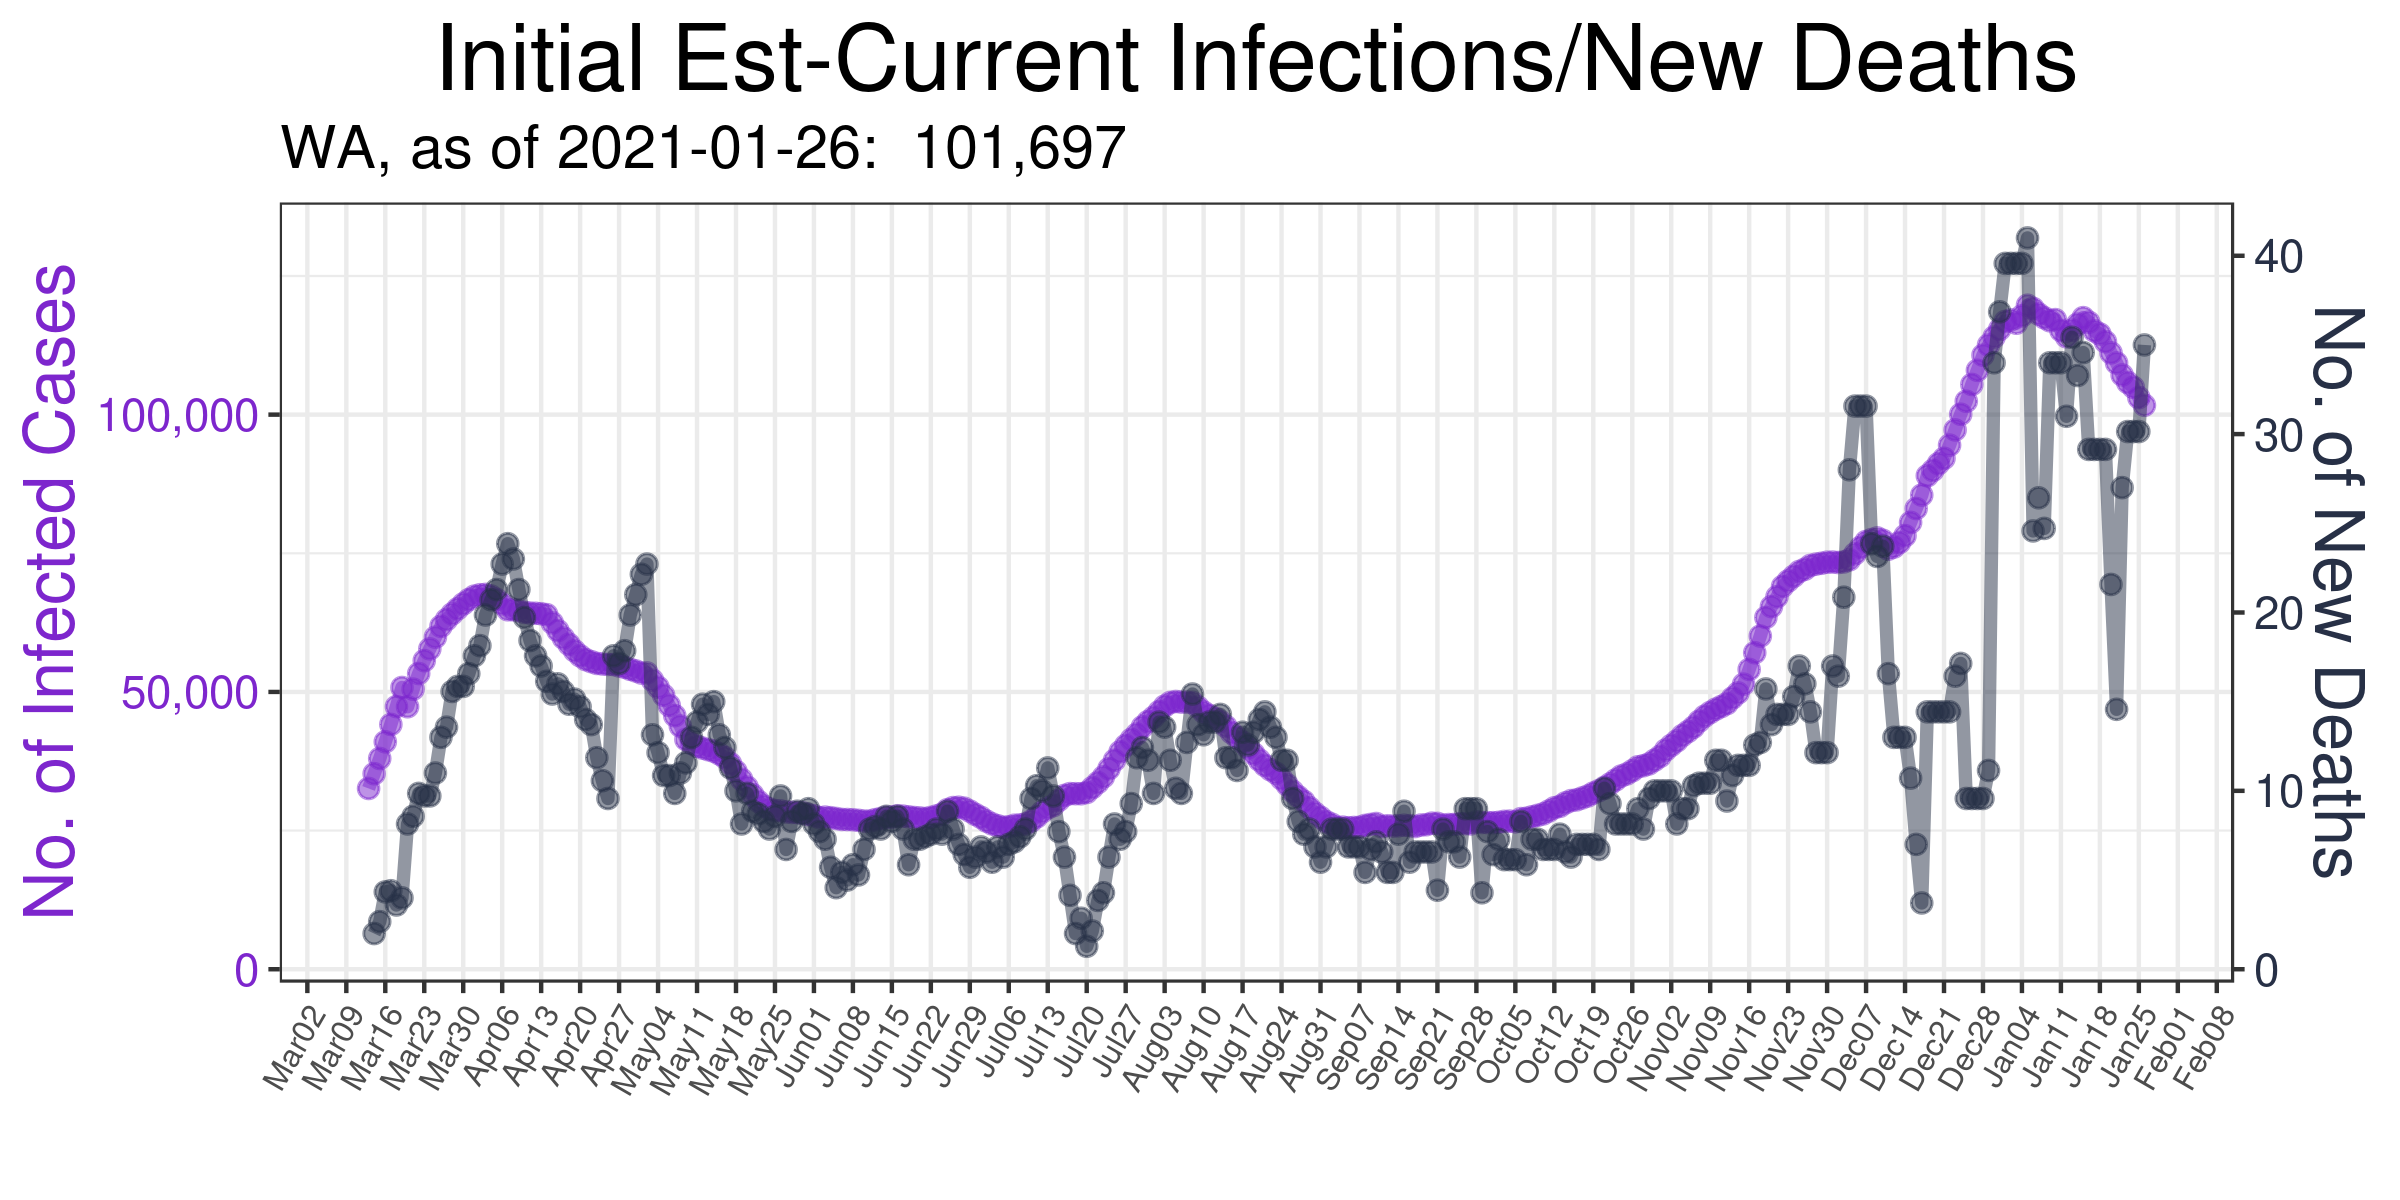 Initial Est-Current Infections/New Deaths
WA, as of 2021-01-26:  101,697
No. of Infected Cases
100,000
50,000
0
40
30
20
10
0
No. of New Deaths
Mar02
Mar09
Mar16
Mar23
Mar30
Apr06
Apr13
Apr20
Apr27
May04
May11
May18
May25
Jun01
Jun08
Jun15
Jun22
Jun29
Jul06
Jul13
Jul20
Jul27
Aug03
Aug10
Aug17
Aug24
Aug31
Sep07
Sep14
Sep21
Sep28
Oct05
Oct12
Oct19
Oct26
Nov02
Nov09
Nov16
Nov23
Nov30
Dec07
Dec14
Dec21
Dec28
Jan04
Jan11
Jan18
Jan25
Feb01
Feb08